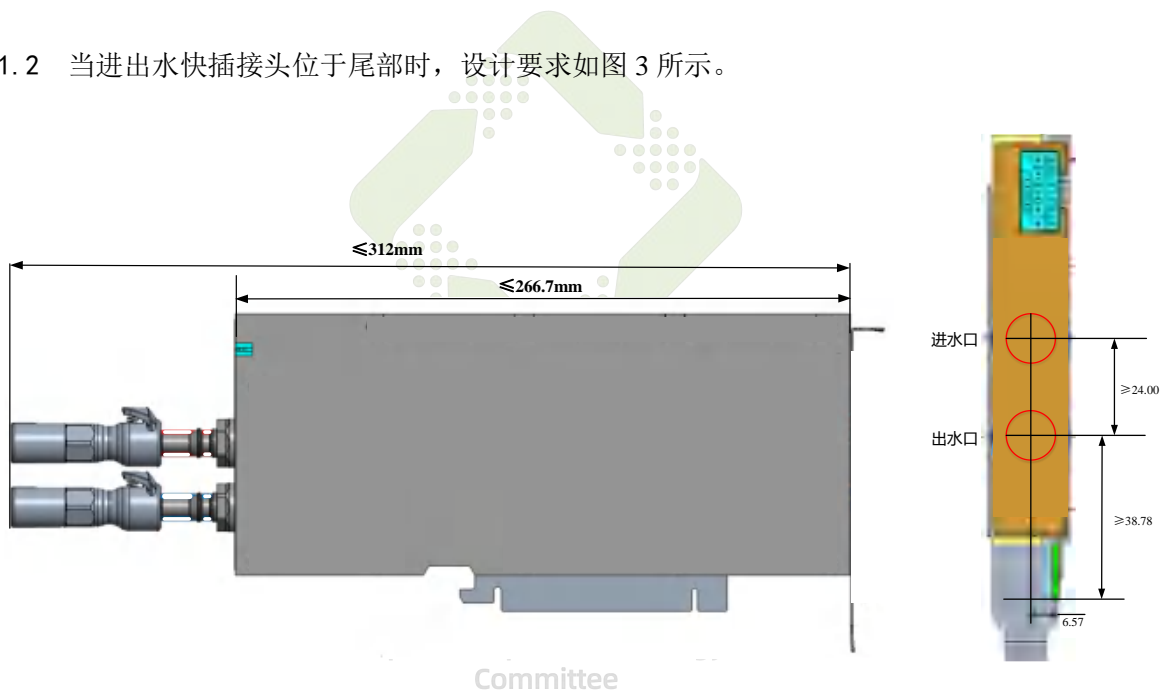 1.2 当进出水快插接头位于尾部时，设计要求如图 3 所示。
≤312mm
≤266.7mm
进水口
≥24.00
出水口
≥38.78
6.57
Committee